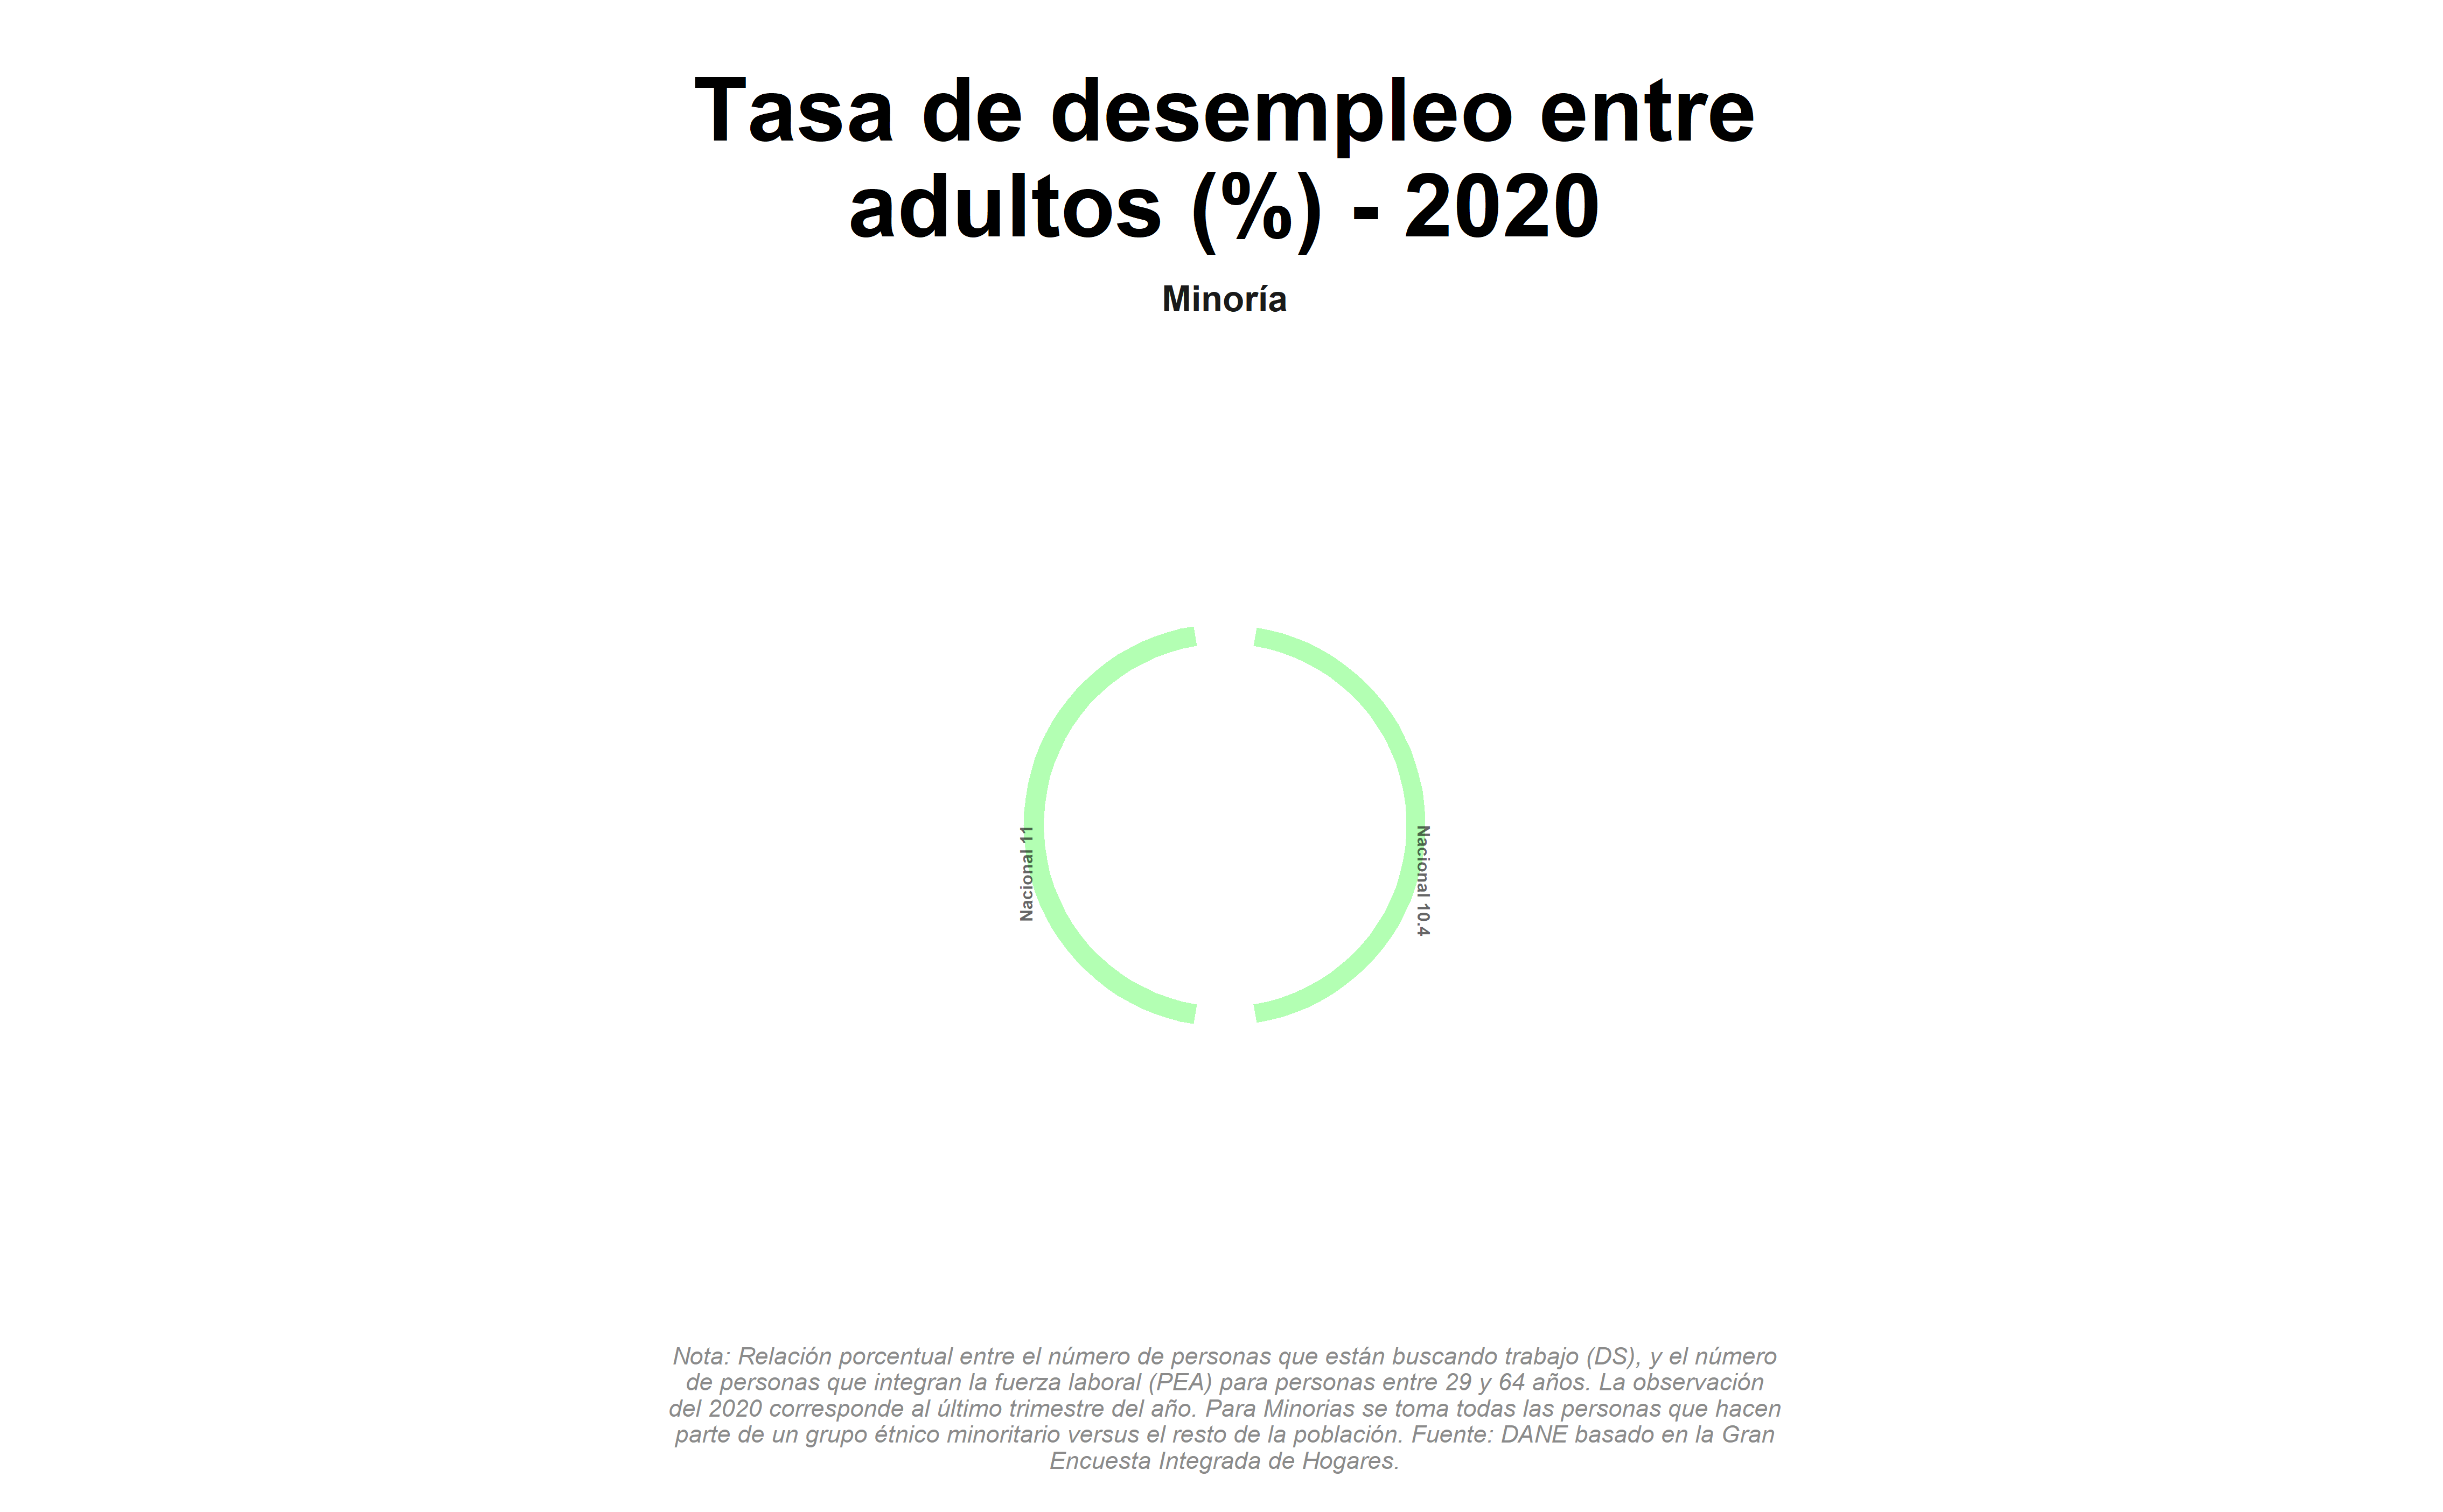 Tasa de desempleo entre
adultos (%) - 2020
Minoría
Nacional 11
Nacional 10.4
Nota: Relación porcentual entre el número de personas que están buscando trabajo (DS), y el número
de personas que integran la fuerza laboral (PEA) para personas entre 29 y 64 años. La observación
del 2020 corresponde al último trimestre del año. Para Minorias se toma todas las personas que hacen
parte de un grupo étnico minoritario versus el resto de la población. Fuente: DANE basado en la Gran
Encuesta Integrada de Hogares.